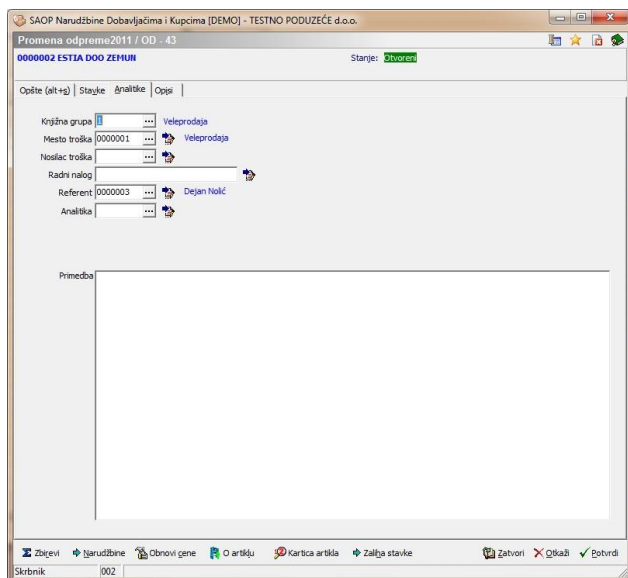 SAOP Narudžbine Dobavljačima i Kupcima [DEMO] - TESTNO PODUZEĆE d.o.o.
Promena odpreme2011 / OD - 43
0000002 ESTIA DOO ZEMUN Stanje: Otvoreni
Opšte (alt+s) Stavke Analitike Opisi
Knjižna grupa 1 ... Veleprodaja
Mesto troška 0000001 ... Veleprodaja
Nosilac troška ...
Radni nalog
Referent 0000003 ... Dejan Nolić
Analitika ...
Primedba
Zbirevi Narudžbine Obnovi cene O artiklu Kartica artikla Zaliha stavke Zatvori Otkaži Potvrdi
Skrbnik 002